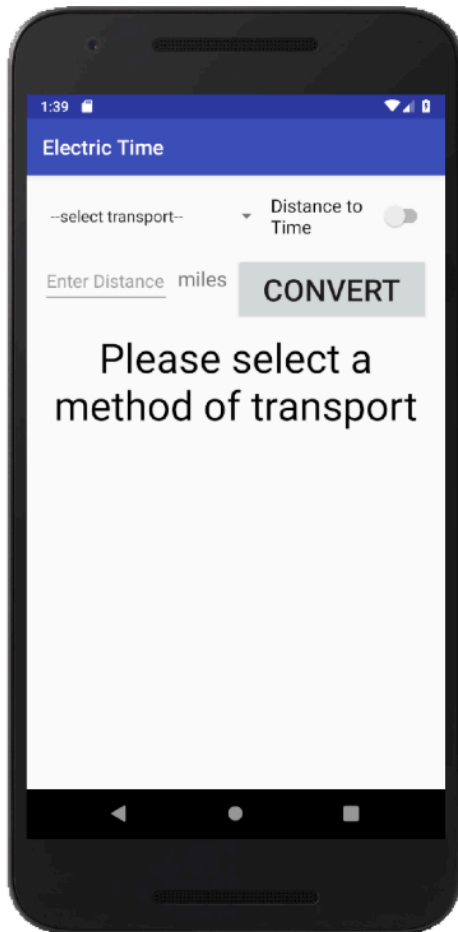 1:39
Electric Time
--select transport--
Distance to
Time
Enter Distance miles
CONVERT
Please select a
method of transport